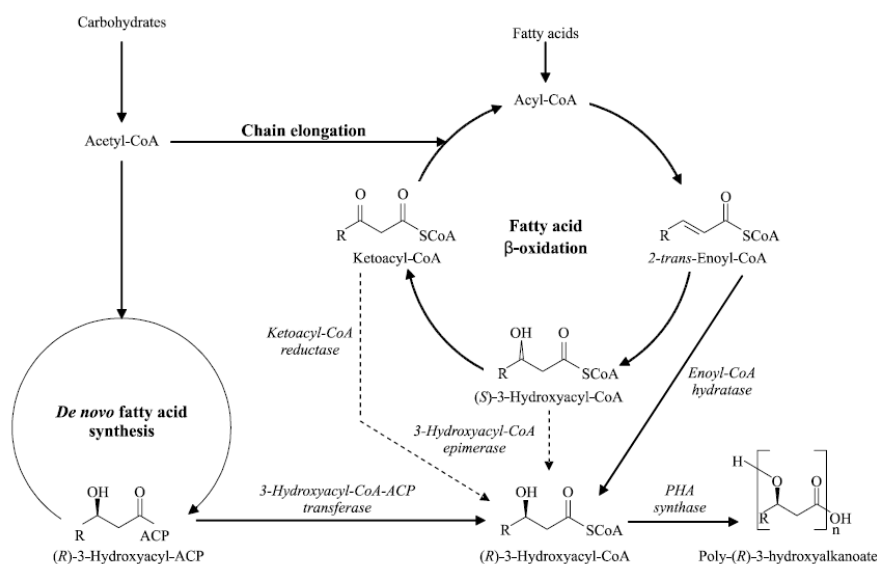 Carbohydrates
Fatty acids
Acyl-CoA
Chain elongation
Acetyl-CoA
O
O
R
SCoA
Ketoacyl-CoA
Fatty acid
β-oxidation
O
R
SCoA
2-trans-Enoyl-CoA
Ketoacyl-CoA
reductase
OH
O
R
SCoA
(S)-3-Hydroxyacyl-CoA
Enoyl-CoA
hydratase
De novo fatty acid
synthesis
3-Hydroxyacyl-CoA
epimerase
OH
O
R
ACP
(R)-3-Hydroxyacyl-ACP
3-Hydroxyacyl-CoA-ACP
transferase
OH
O
R
SCoA
(R)-3-Hydroxyacyl-CoA
PHA
synthase
H
O
O
R
OH
n
Poly-(R)-3-hydroxyalkanoate